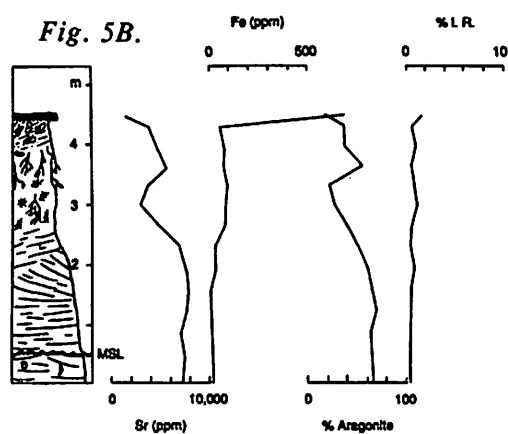 Fig. 5B.
Fe (ppm)
0 500
% I. R.
0 10
m
4
3
2
MSL
0 10,000
Sr (ppm)
0 100
% Aragonite